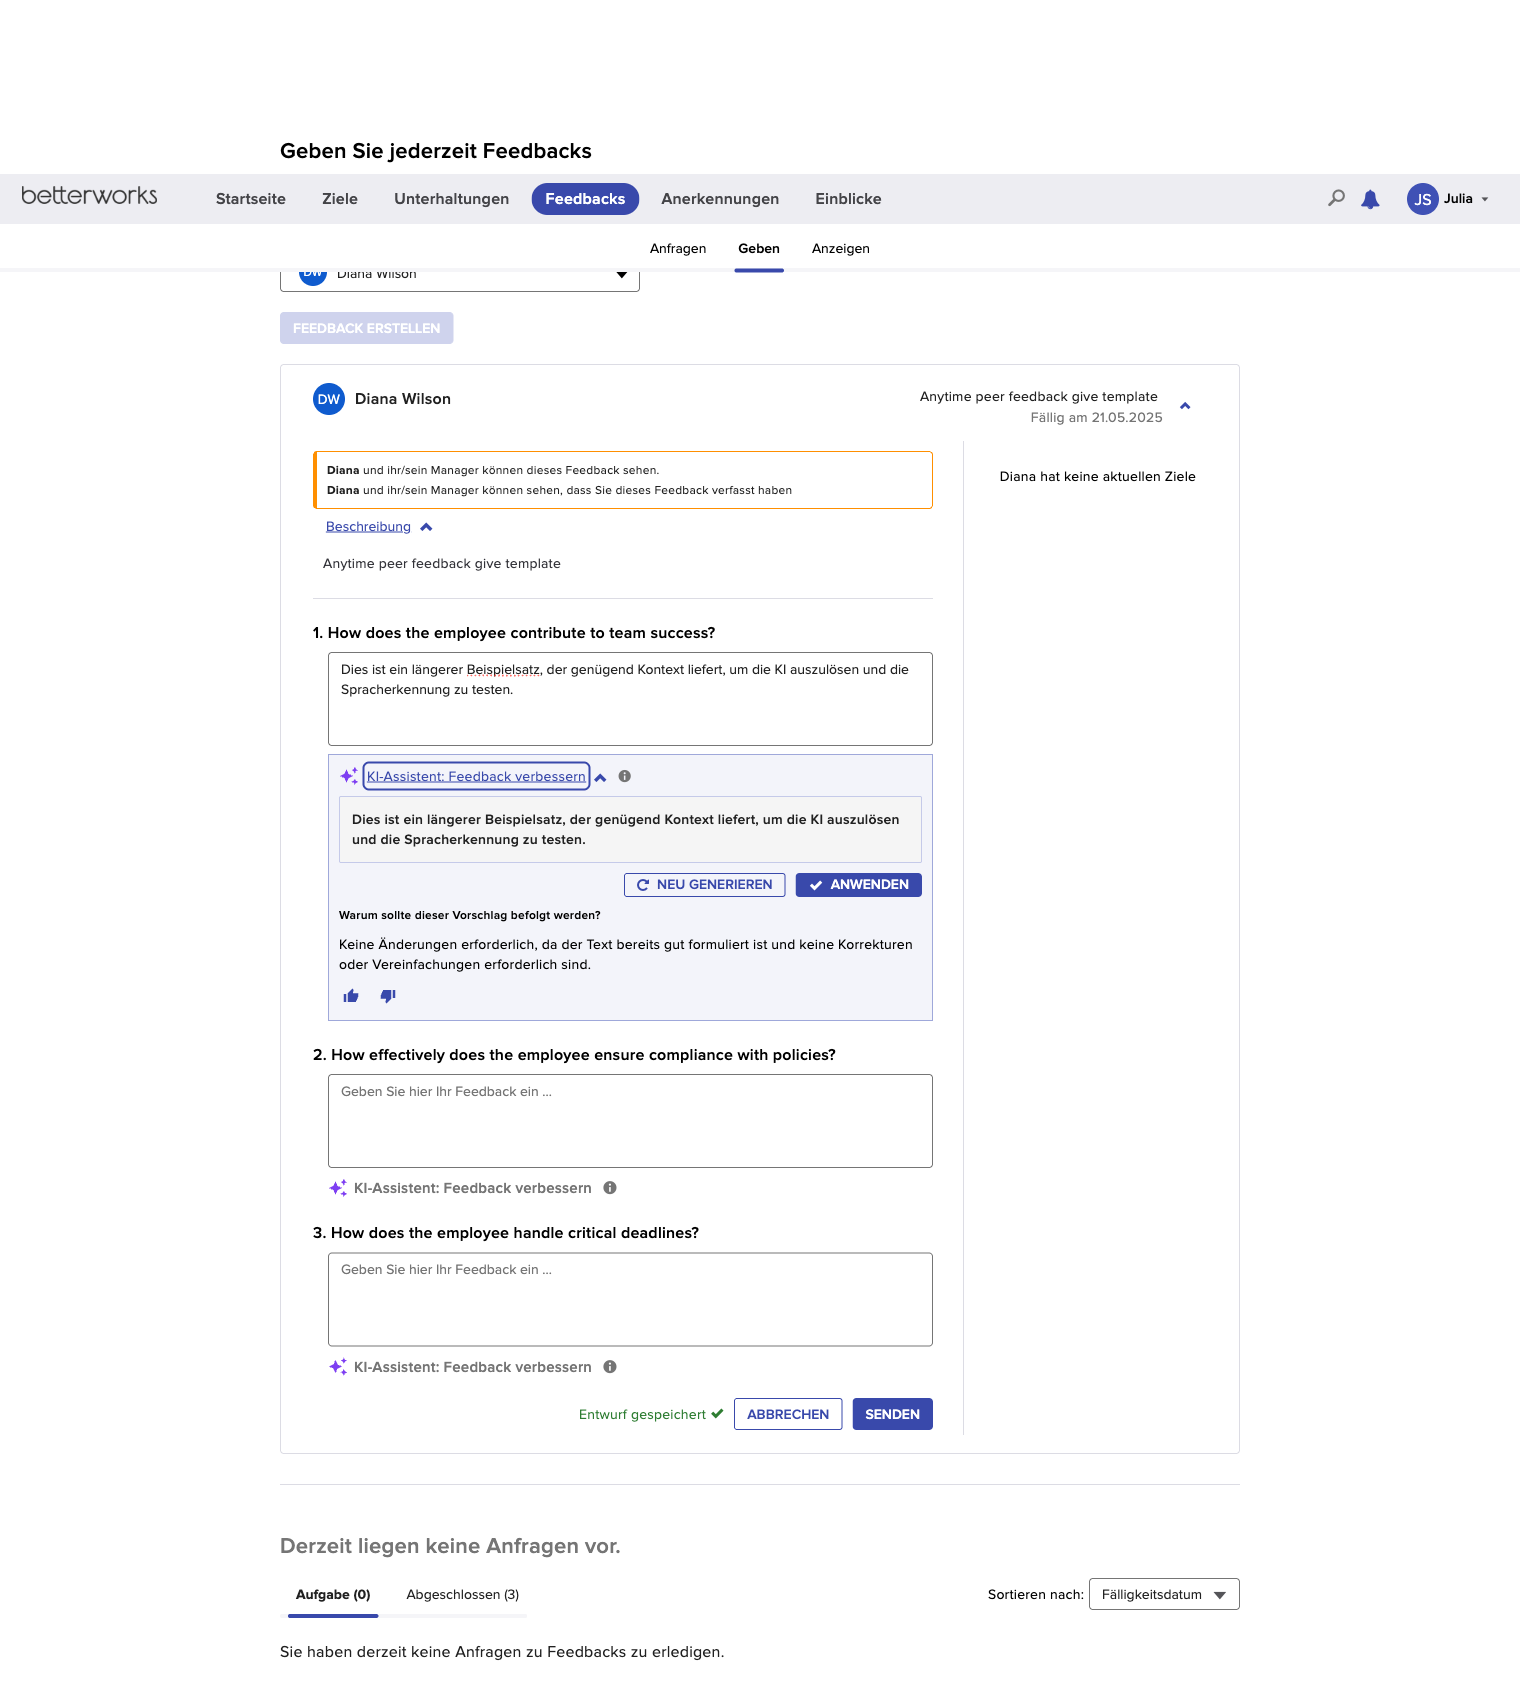 Geben Sie jederzeit Feedbacks
betterworks
Startseite
Ziele
Unterhaltungen
Feedbacks
Anerkennungen
Einblicke
JS
Julia
Anfragen
Geben
Anzeigen
DW
Diana Wilson
FEEDBACK ERSTELLEN
DW
Diana Wilson
Anytime peer feedback give template
Fällig am 21.05.2025
Diana und ihr/sein Manager können dieses Feedback sehen.
Diana und ihr/sein Manager können sehen, dass Sie dieses Feedback verfasst haben
Diana hat keine aktuellen Ziele
Beschreibung
Anytime peer feedback give template
1. How does the employee contribute to team success?
Dies ist ein längerer Beispielsatz, der genügend Kontext liefert, um die KI auszulösen und die
Spracherkennung zu testen.
KI-Assistent: Feedback verbessern
Dies ist ein längerer Beispielsatz, der genügend Kontext liefert, um die KI auszulösen
und die Spracherkennung zu testen.
NEU GENERIEREN
ANWENDEN
Warum sollte dieser Vorschlag befolgt werden?
Keine Änderungen erforderlich, da der Text bereits gut formuliert ist und keine Korrekturen
oder Vereinfachungen erforderlich sind.
2. How effectively does the employee ensure compliance with policies?
Geben Sie hier Ihr Feedback ein ...
KI-Assistent: Feedback verbessern
3. How does the employee handle critical deadlines?
Geben Sie hier Ihr Feedback ein ...
KI-Assistent: Feedback verbessern
Entwurf gespeichert
ABBRECHEN
SENDEN
Derzeit liegen keine Anfragen vor.
Aufgabe (0)
Abgeschlossen (3)
Sortieren nach:
Fälligkeitsdatum
Sie haben derzeit keine Anfragen zu Feedbacks zu erledigen.